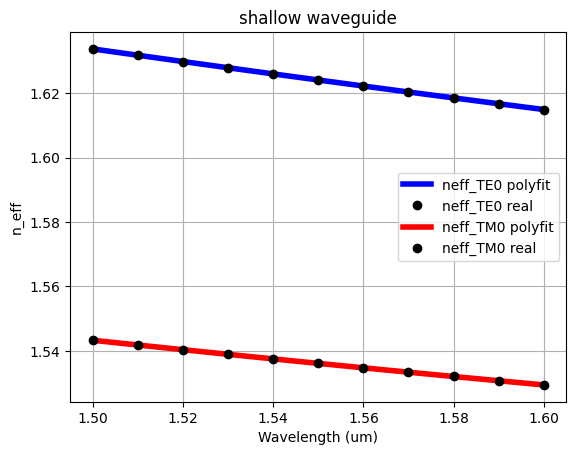 shallow waveguide
n_eff
1.62
1.60
1.58
1.56
1.54
neff_TE0 polyfit
neff_TE0 real
neff_TM0 polyfit
neff_TM0 real
1.50 1.52 1.54 1.56 1.58 1.60
Wavelength (um)